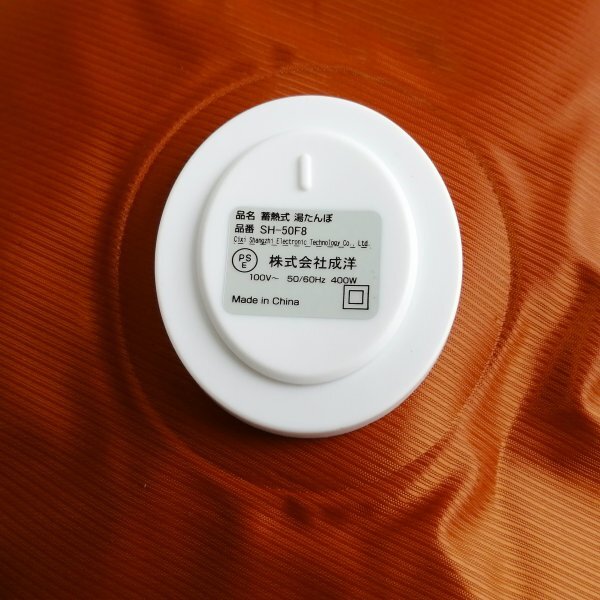 品名 蓄熱式 湯たんぽ
品番 SH-50F8
Cixi Shangzhi Electronic Technology Co., Ltd.
PS
E
株式会社成洋
100V～ 50/60Hz 400W
Made in China